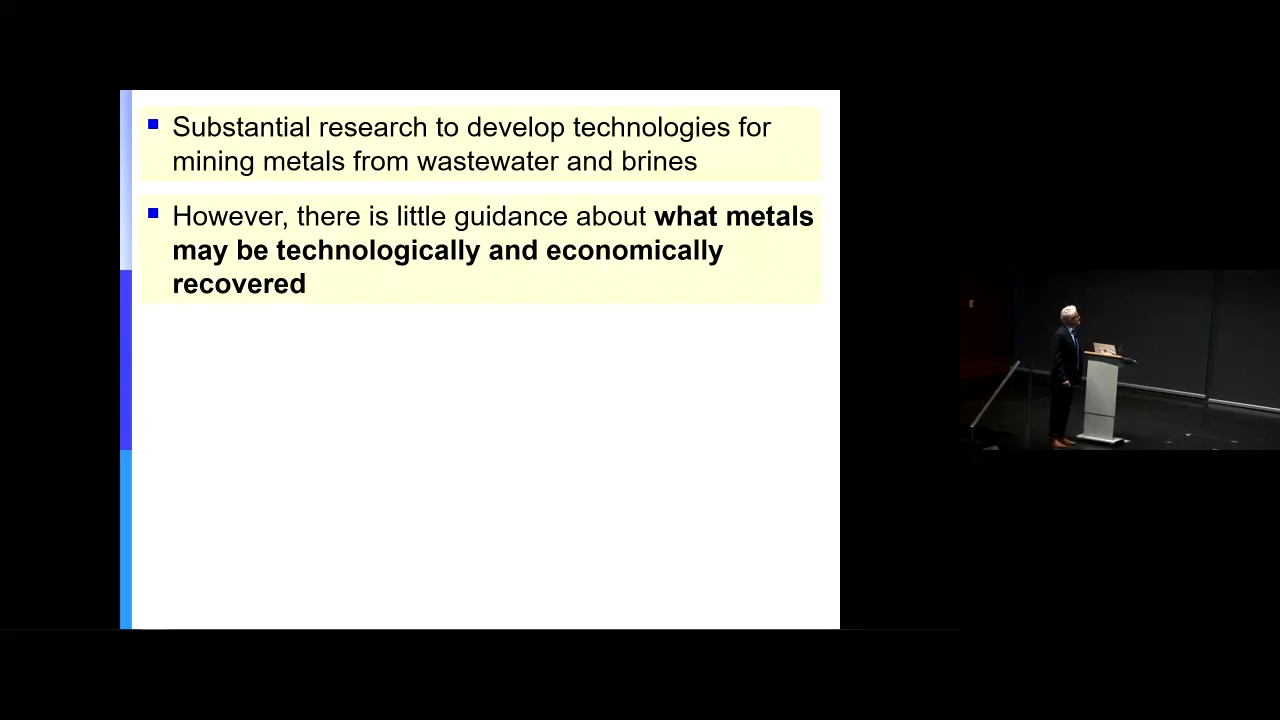 Substantial research to develop technologies for
mining metals from wastewater and brines
However, there is little guidance about what metals
may be technologically and economically
recovered